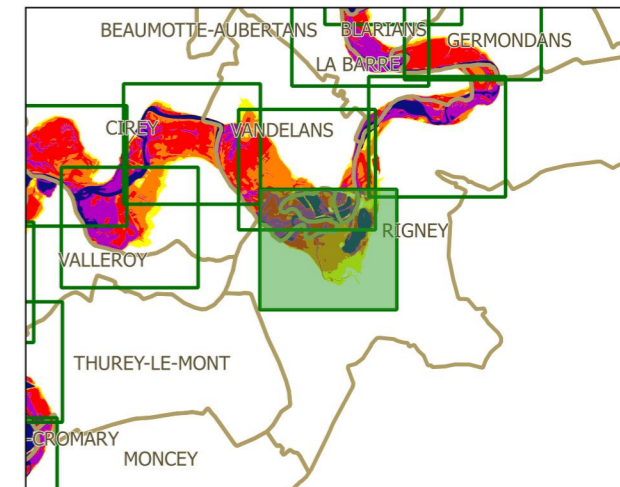 BEAUMOTTE-AUBERTANS
BLARIANS
GERMONDANS
LA BARRE
CIREY
VANDELANS
RIGNEY
VALLEROY
THUREY-LE-MONT
-CROMARY
MONCEY